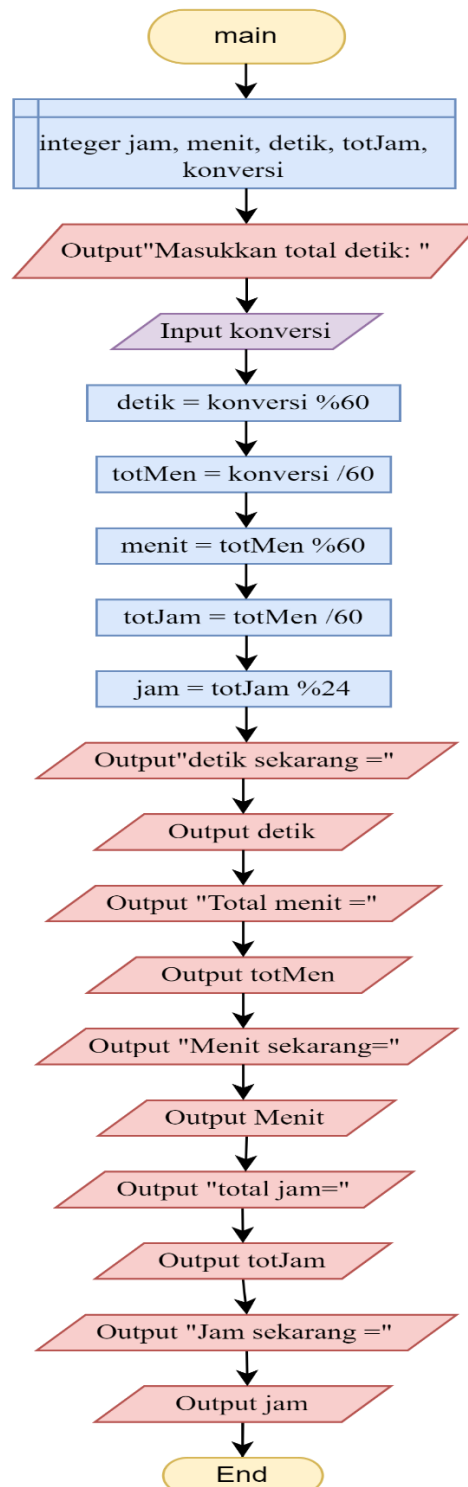 main
integer jam, menit, detik, totJam,
konversi
Output"Masukkan total detik: "
Input konversi
detik = konversi %60
totMen = konversi /60
menit = totMen %60
totJam = totMen /60
jam = totJam %24
Output"detik sekarang ="
Output detik
Output "Total menit ="
Output totMen
Output "Menit sekarang="
Output Menit
Output "total jam="
Output totJam
Output "Jam sekarang ="
Output jam
End